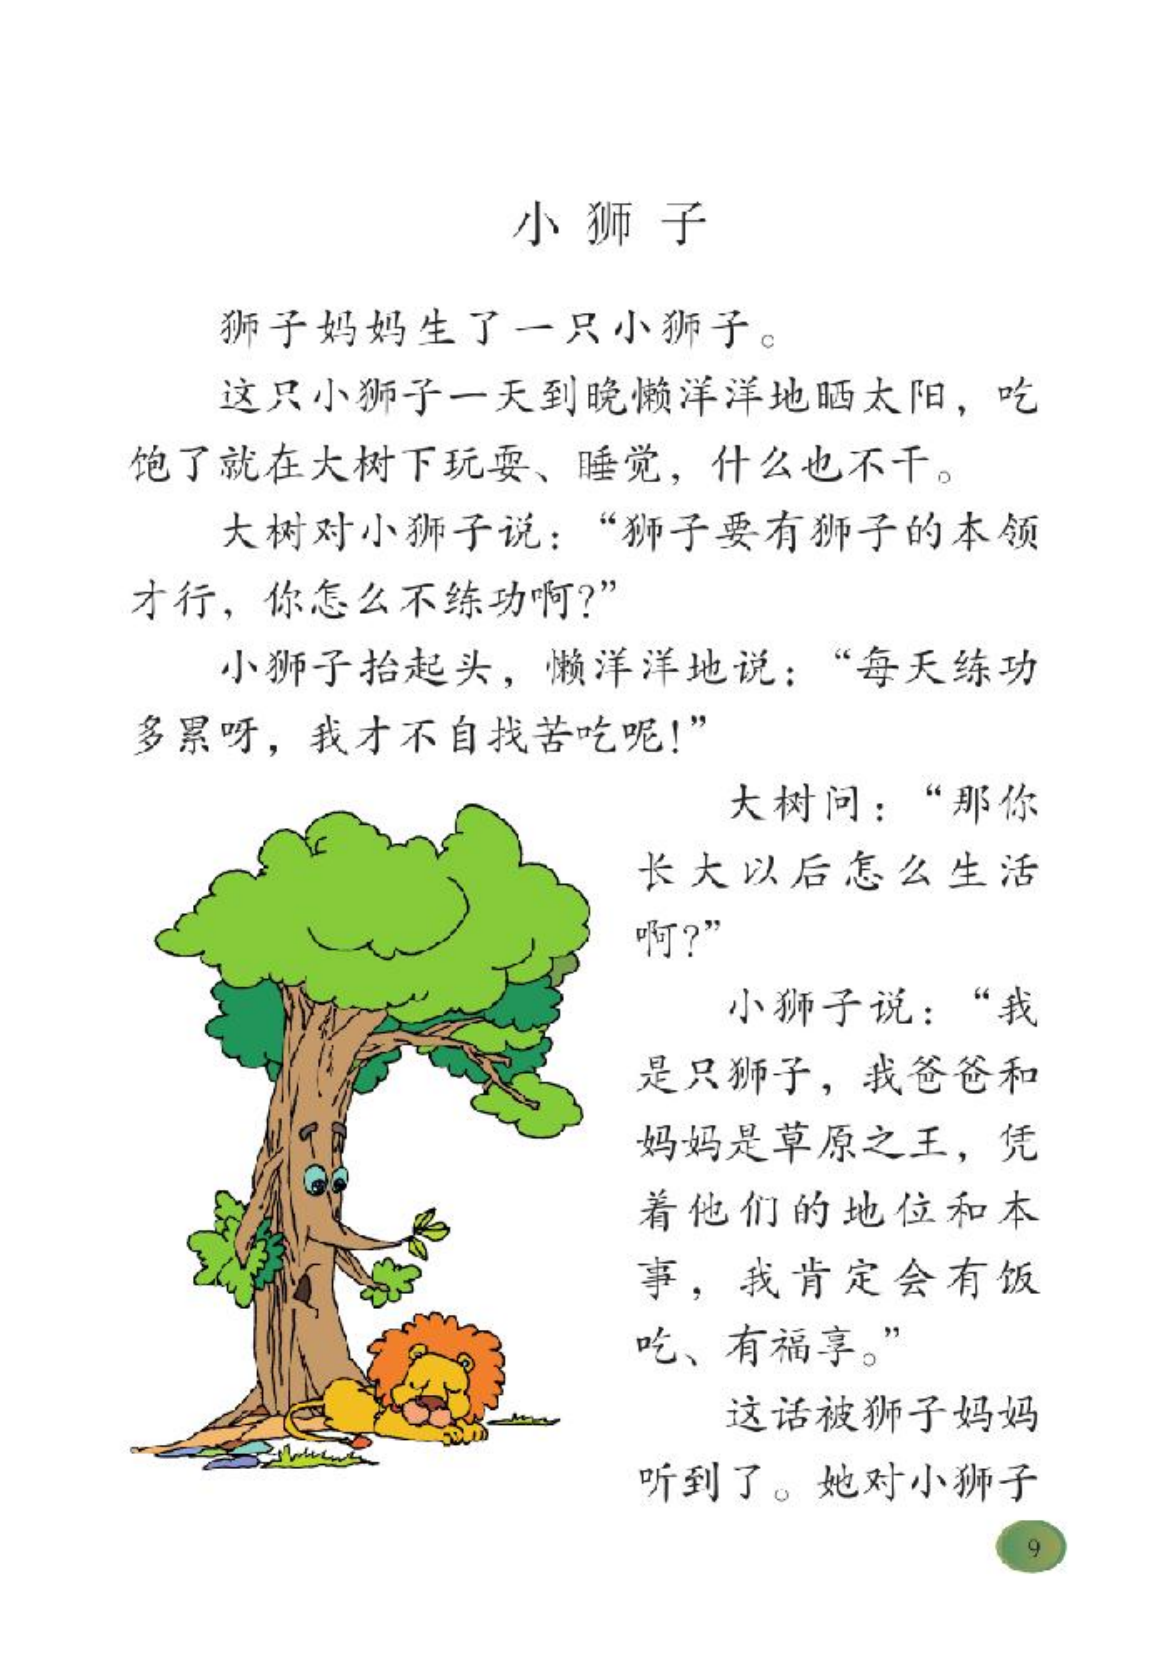 小狮子
狮子妈妈生了一只小狮子。
这只小狮子一天到晚懒洋洋地晒太阳，吃
饱了就在大树下玩耍、睡觉，什么也不干。
大树对小狮子说：“狮子要有狮子的本领
才行，你怎么不练功啊?”
小狮子抬起头，懒洋洋地说：“每天练功
多累呀，我才不自找苦吃呢!”
大树问：“那你
长大以后怎么生活
啊?”
小狮子说：“我
是只狮子，我爸爸和
妈妈是草原之王，凭
着他们的地位和本
事，我肯定会有饭
吃、有福享。”
这话被狮子妈妈
听到了。她对小狮子
9